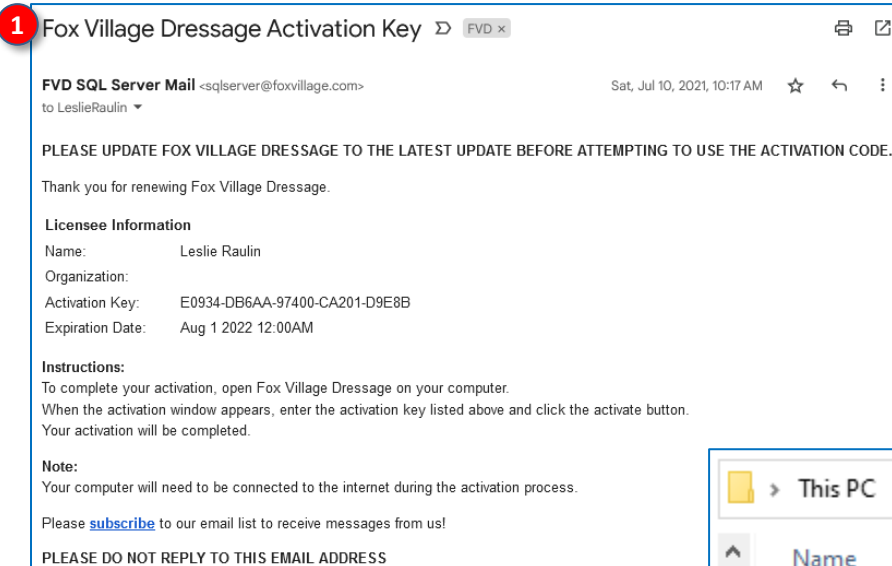 1
Fox Village Dressage Activation Key FVD ×
FVD SQL Server Mail <sqlserver@foxvillage.com> Sat, Jul 10, 2021, 10:17 AM
to LeslieRaulin
PLEASE UPDATE FOX VILLAGE DRESSAGE TO THE LATEST UPDATE BEFORE ATTEMPTING TO USE THE ACTIVATION CODE.
Thank you for renewing Fox Village Dressage.
Licensee Information
Name: Leslie Raulin
Organization:
Activation Key: E0934-DB6AA-97400-CA201-D9E8B
Expiration Date: Aug 1 2022 12:00AM
Instructions:
To complete your activation, open Fox Village Dressage on your computer.
When the activation window appears, enter the activation key listed above and click the activate button.
Your activation will be completed.
Note:
Your computer will need to be connected to the internet during the activation process.
Please subscribe to our email list to receive messages from us!
PLEASE DO NOT REPLY TO THIS EMAIL ADDRESS
> This PC
Name